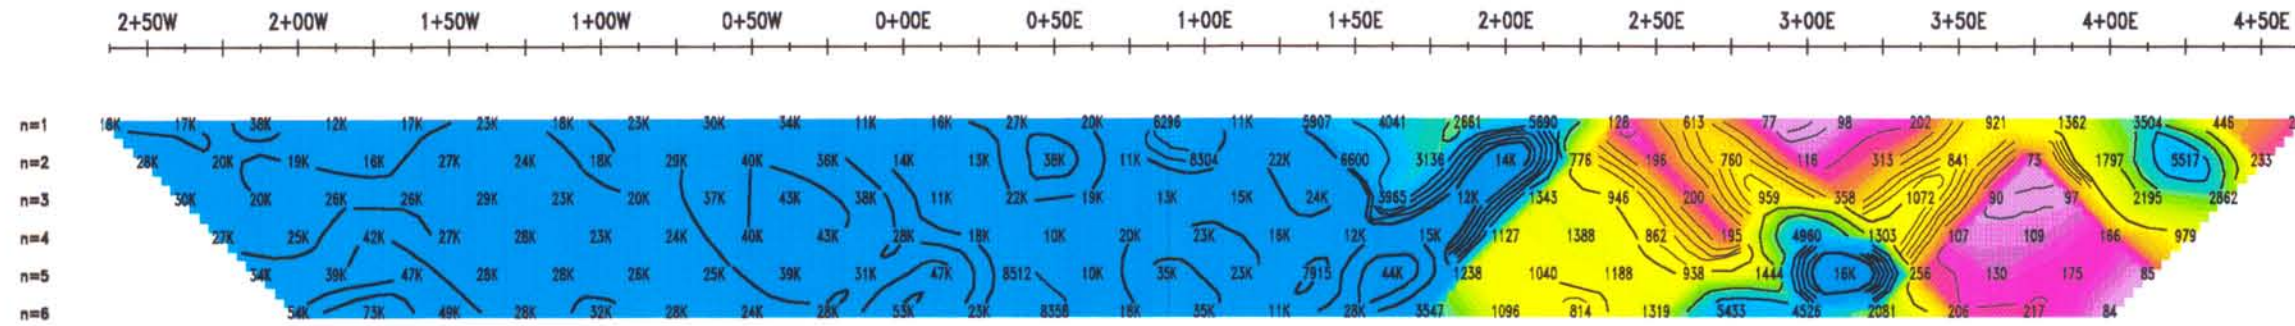 2+50W 2+00W 1+50W 1+00W 0+50W 0+00E 0+50E 1+00E 1+50E 2+00E 2+50E 3+00E 3+50E 4+00E 4+50E
n=1 18K 17K 38K 12K 17K 23K 18K 23K 30K 34K 11K 16K 27K 20K 6296 11K 5907 4041 2661 5690 128 613 77 98 202 921 1362 3504 446
n=2 28K 20K 19K 16K 27K 24K 18K 29K 40K 36K 14K 13K 38K 11K 8304 22K 6600 3136 14K 776 196 760 116 313 841 73 1797 5517 233
n=3 30K 20K 26K 26K 29K 23K 20K 37K 43K 38K 11K 22K 19K 13K 15K 24K 3965 12K 1343 946 200 959 358 1072 90 97 2195 2862
n=4 27K 25K 42K 27K 28K 23K 24K 40K 43K 28K 18K 10K 20K 23K 16K 12K 15K 1127 1388 862 195 4960 1303 107 109 166 979
n=5 34K 39K 47K 28K 28K 26K 25K 39K 31K 47K 8512 10K 35K 23K 7915 44K 1238 1040 1188 938 1444 16K 256 130 175 85
n=6 54K 73K 49K 28K 32K 28K 24K 28K 53K 23K 8358 18K 35K 11K 28K 3547 1096 814 1319 5433 4526 2081 206 217 84